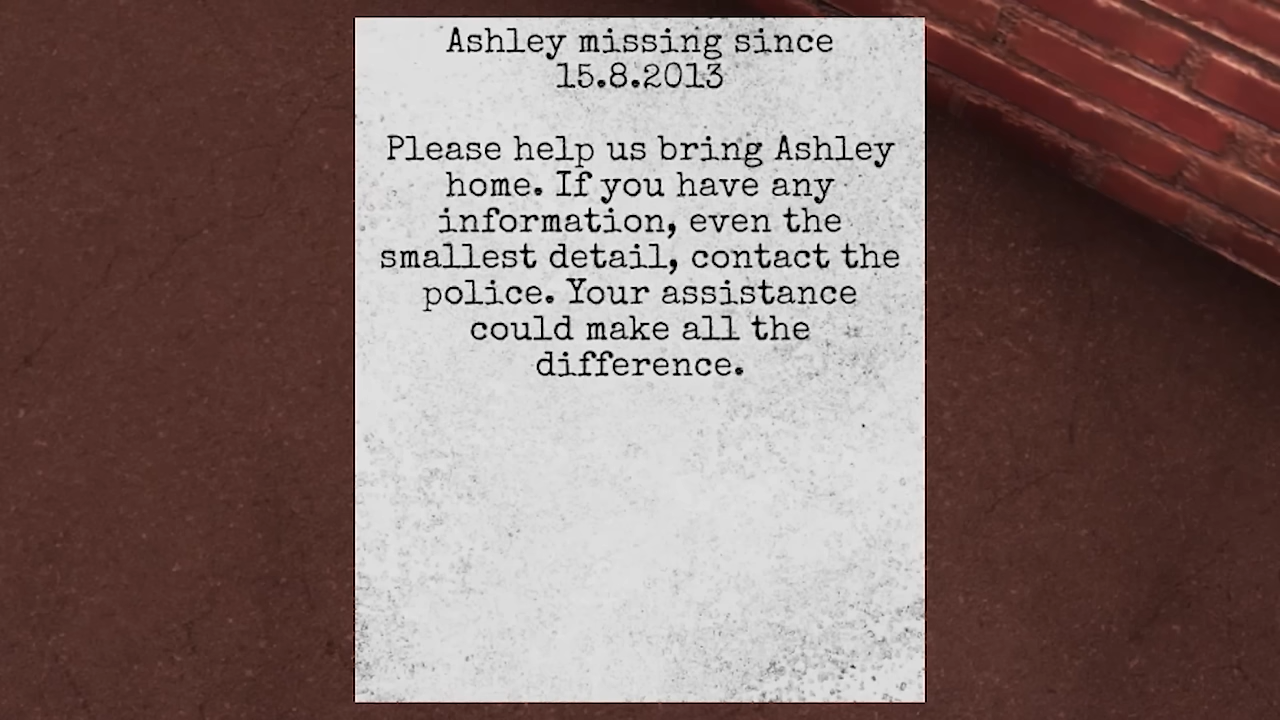 Ashley missing since
15.8.2013
Please help us bring Ashley
home. If you have any
information, even the
smallest detail, contact the
police. Your assistance
could make all the
difference.